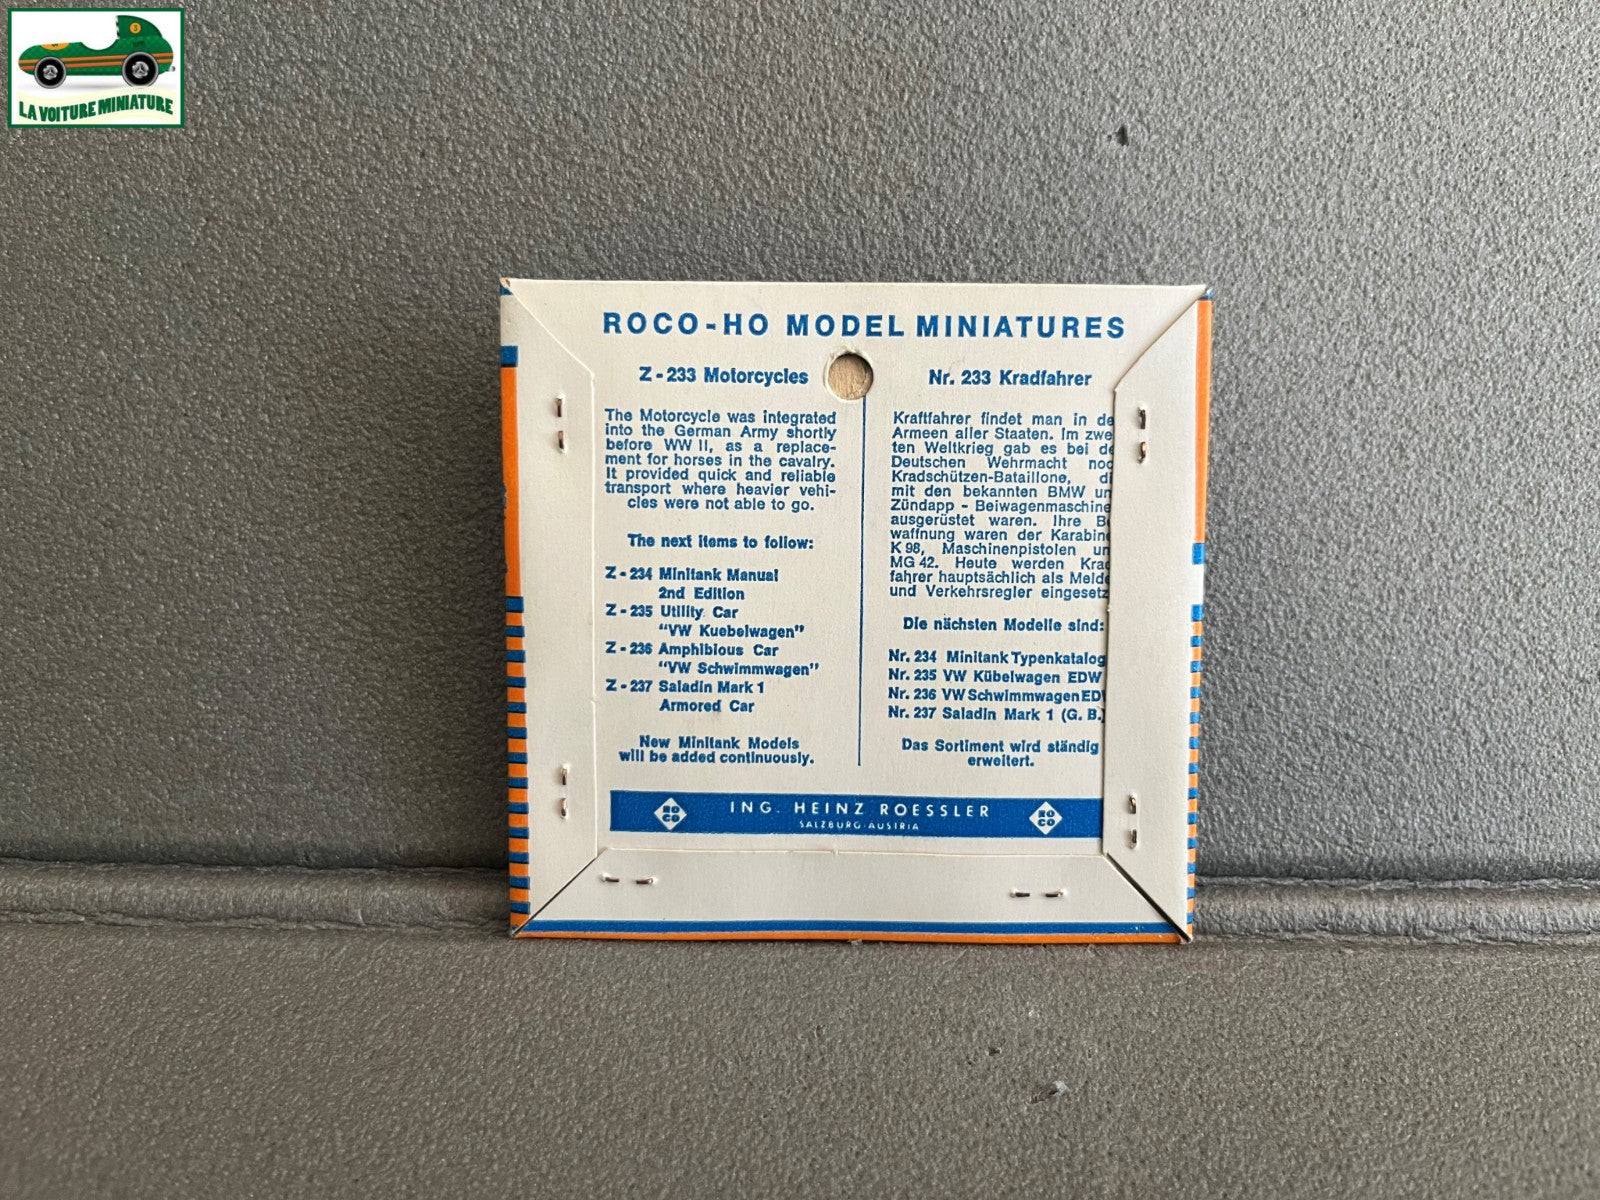 LA VOITURE MINIATURE
ROCO-HO MODEL MINIATURES
Z-233 Motorcycles
The Motorcycle was integrated
into the German Army shortly
before WW II, as a replace-
ment for horses in the cavalry.
It provided quick and reliable
transport where heavier vehi-
cles were not able to go.
The next items to follow:
Z-234 Minitank Manual
2nd Edition
Z-235 Utility Car
"VW Kuebelwagen"
Z-236 Amphibious Car
"VW Schwimmwagen"
Z-237 Saladin Mark 1
Armored Car
New Minitank Models
will be added continuously.
Nr. 233 Kradfahrer
Kraftfahrer findet man in de
Armeen aller Staaten. Im zwe
ten Weltkrieg gab es bei de
Deutschen Wehrmacht noc
Kradschützen-Bataillone, di
mit den bekannten BMW un
Zündapp - Beiwagenmaschine
ausgerüstet waren. Ihre Be
waffnung waren der Karabine
K 98, Maschinenpistolen un
MG 42. Heute werden Krad
fahrer hauptsächlich als Melde
und Verkehrsregler eingesetz
Die nächsten Modelle sind:
Nr. 234 Minitank Typenkatalog
Nr. 235 VW Kübelwagen EDW
Nr. 236 VW Schwimmwagen EDW
Nr. 237 Saladin Mark 1 (G. B.)
Das Sortiment wird ständig
erweitert.
ROCO
ING. HEINZ ROESSLER
SALZBURG-AUSTRIA
ROCO